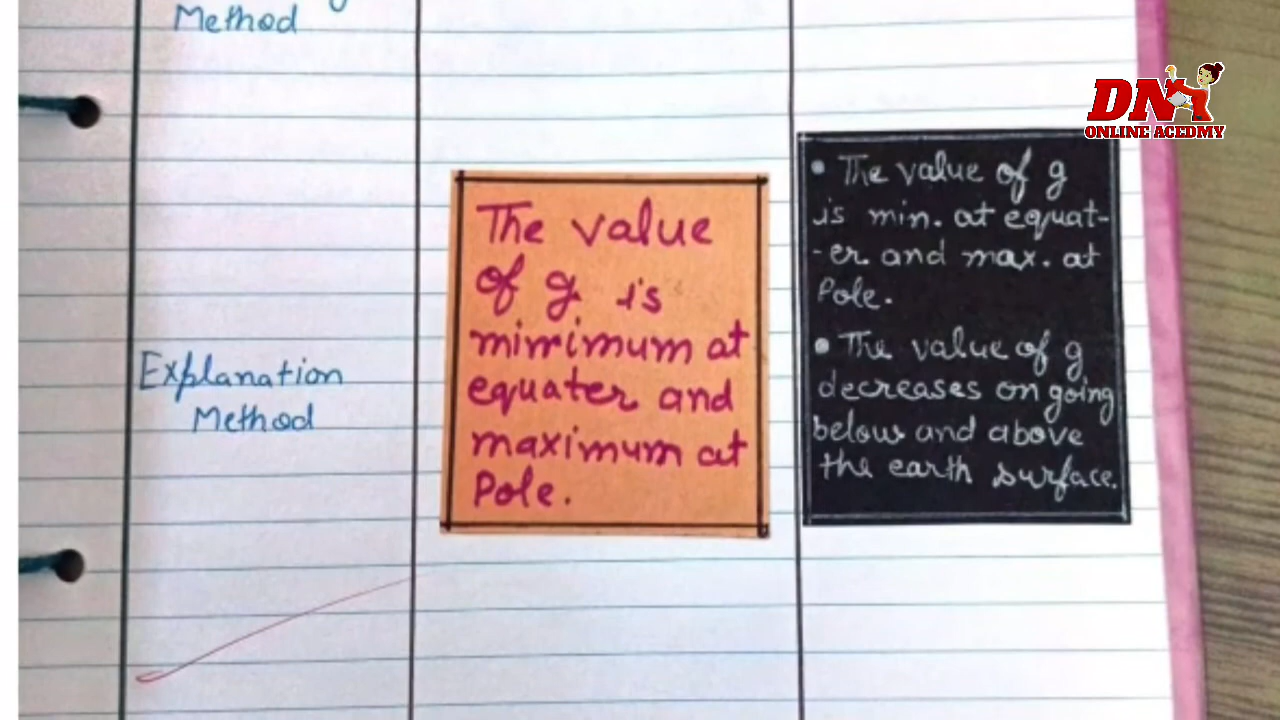 Method
DN
ONLINE ACEDMY
Explanation
Method
The value
of g is
minimum at
equater and
maximum at
Pole.
• The value of g
is min. at equat-
-er and max. at
Pole.
• The value of g
decreases on going
below and above
the earth surface.